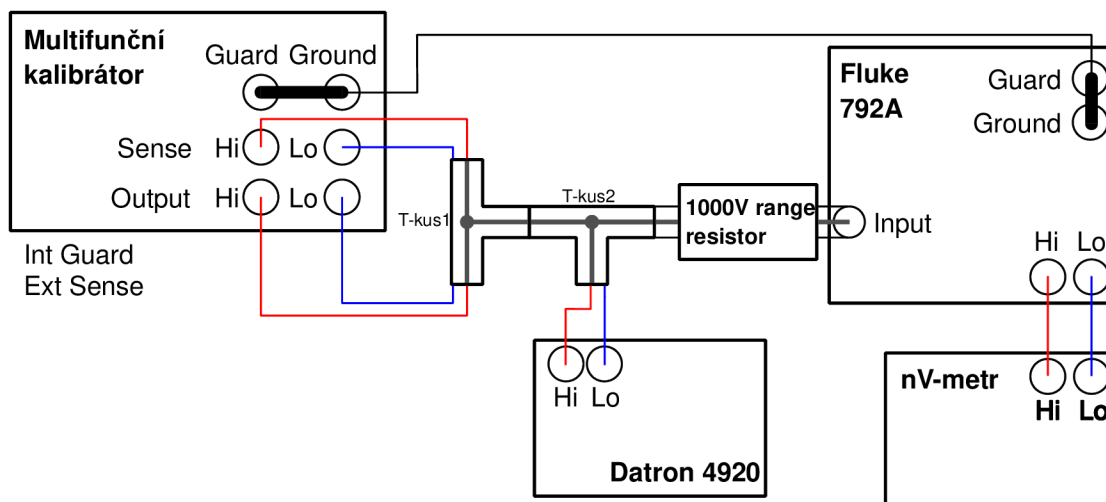 Multifunční
kalibrátor
Guard Ground
Sense Hi Lo
Output Hi Lo
Int Guard
Ext Sense
T-kus1
T-kus2
1000V range
resistor
Input
Fluke
792A
Guard
Ground
Hi Lo
nV-metr
Hi Lo
Hi Lo
Datron 4920